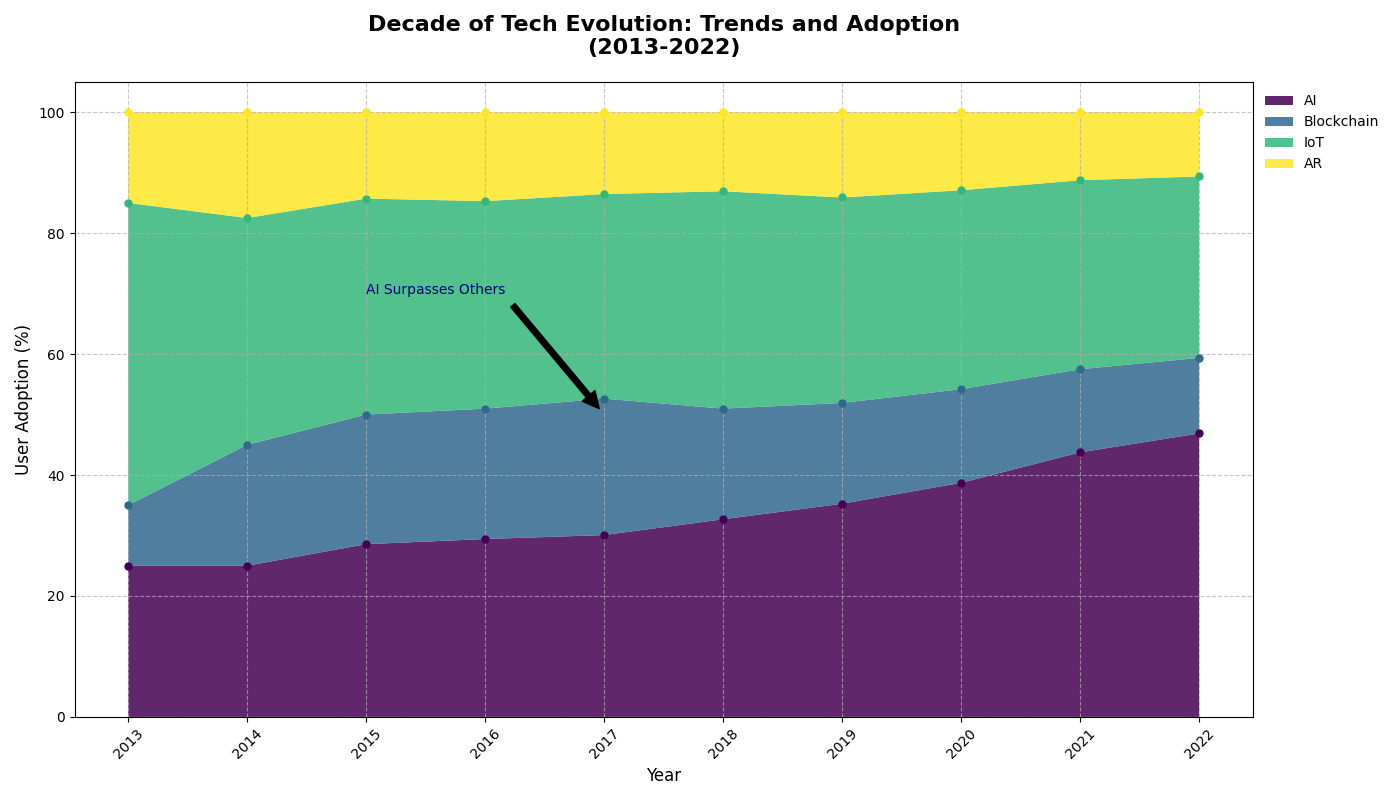 Decade of Tech Evolution: Trends and Adoption
(2013-2022)
AI
Blockchain
IoT
AR
User Adoption (%)
100
80
60
40
20
0
AI Surpasses Others
2013
2014
2015
2016
2017
2018
2019
2020
2021
2022
Year